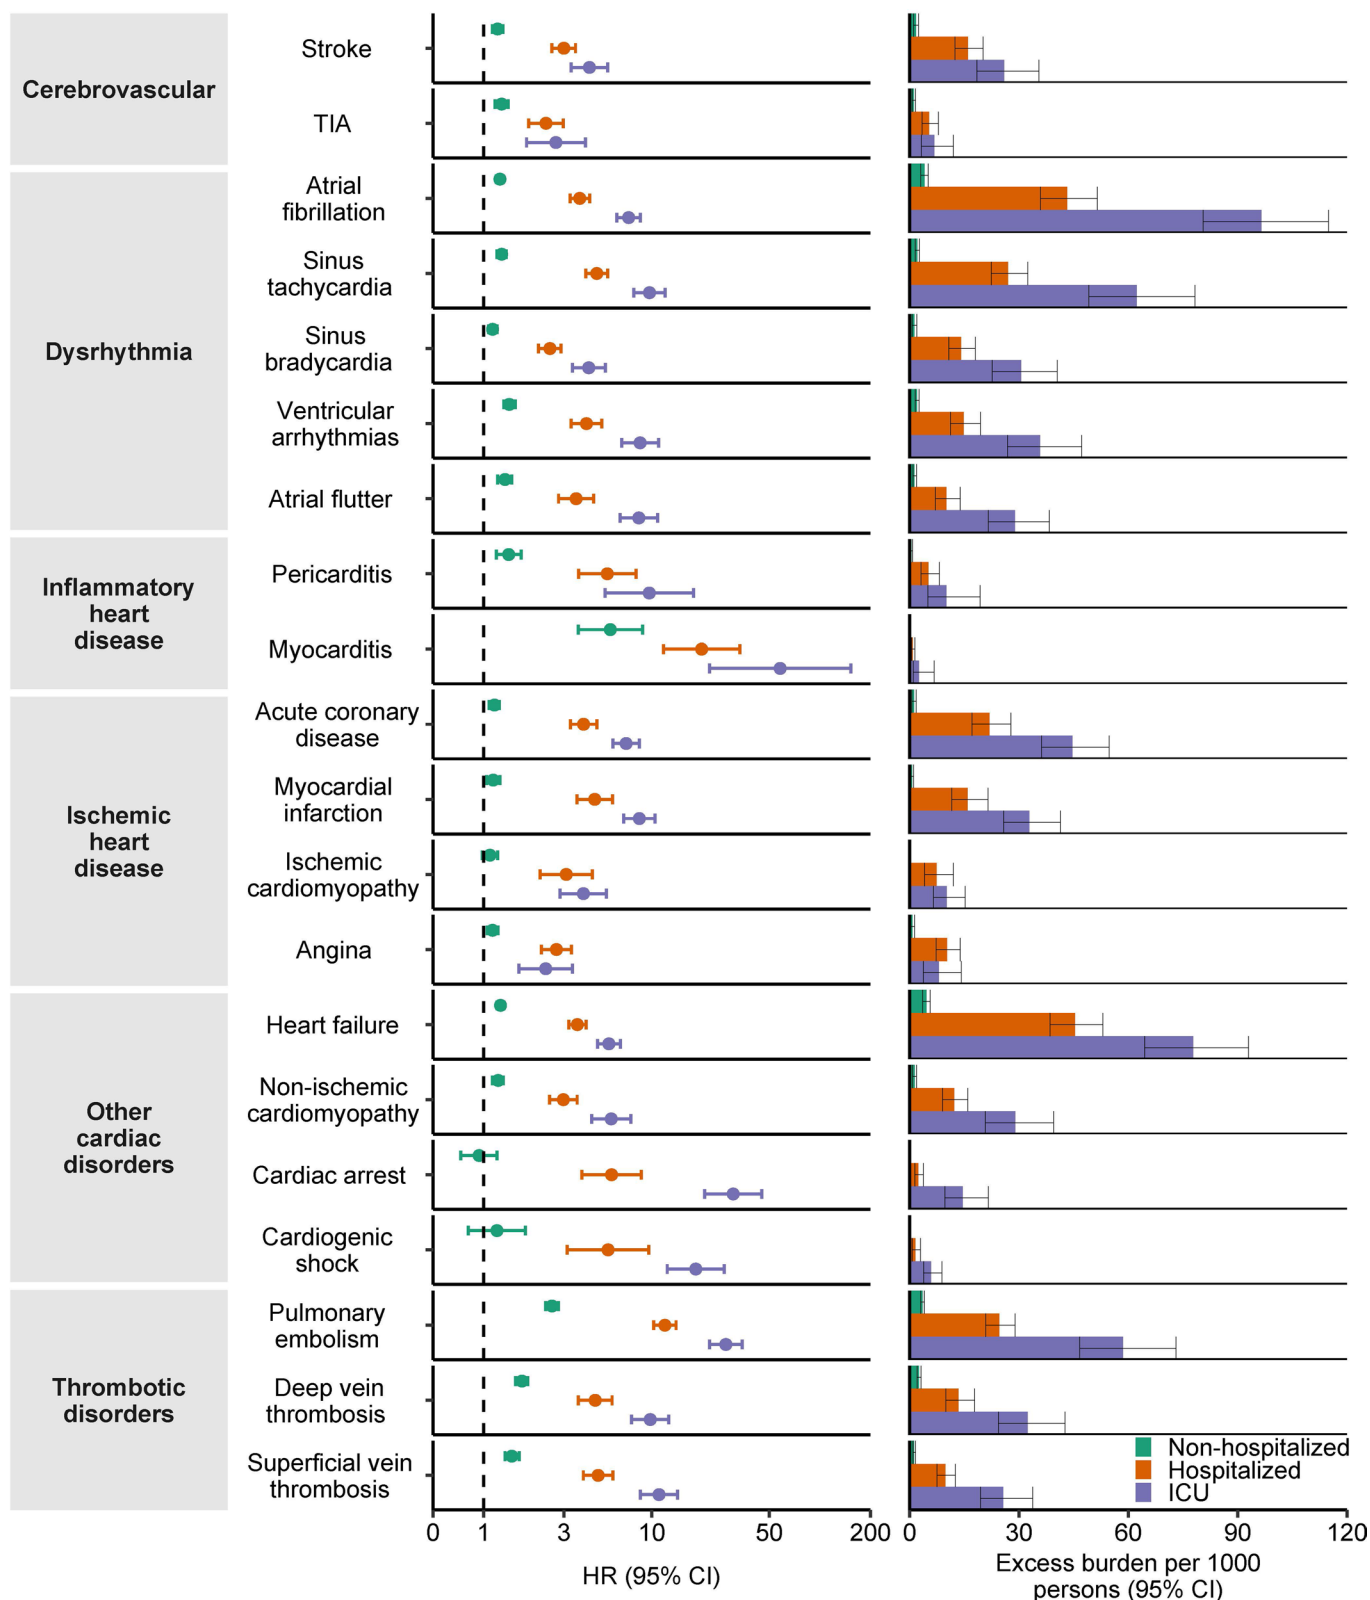 Cerebrovascular
Stroke
TIA
Dysrhythmia
Atrial
fibrillation
Sinus
tachycardia
Sinus
bradycardia
Ventricular
arrhythmias
Atrial flutter
Inflammatory
heart
disease
Pericarditis
Myocarditis
Ischemic
heart
disease
Acute coronary
disease
Myocardial
infarction
Ischemic
cardiomyopathy
Angina
Other
cardiac
disorders
Heart failure
Non-ischemic
cardiomyopathy
Cardiac arrest
Cardiogenic
shock
Thrombotic
disorders
Pulmonary
embolism
Deep vein
thrombosis
Superficial vein
thrombosis
Non-hospitalized
Hospitalized
ICU
0 1 3 10 50 200
HR (95% CI)
0 30 60 90 120
Excess burden per 1000
persons (95% CI)